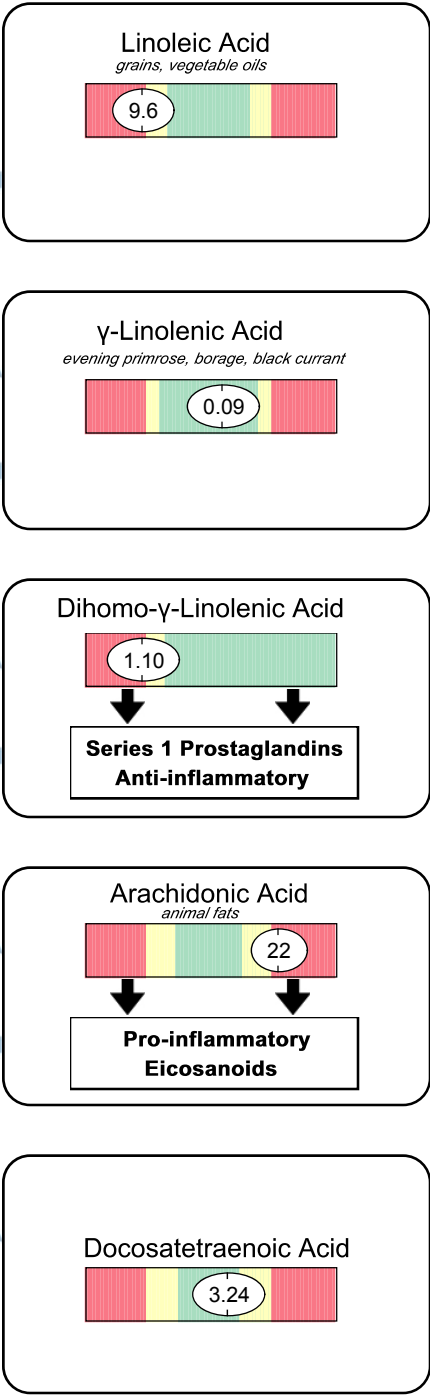 Linoleic Acid
grains, vegetable oils
9.6
γ-Linolenic Acid
evening primrose, borage, black currant
0.09
Dihomo-γ-Linolenic Acid
1.10
Series 1 Prostaglandins
Anti-inflammatory
Arachidonic Acid
animal fats
22
Pro-inflammatory
Eicosanoids
Docosatetraenoic Acid
3.24